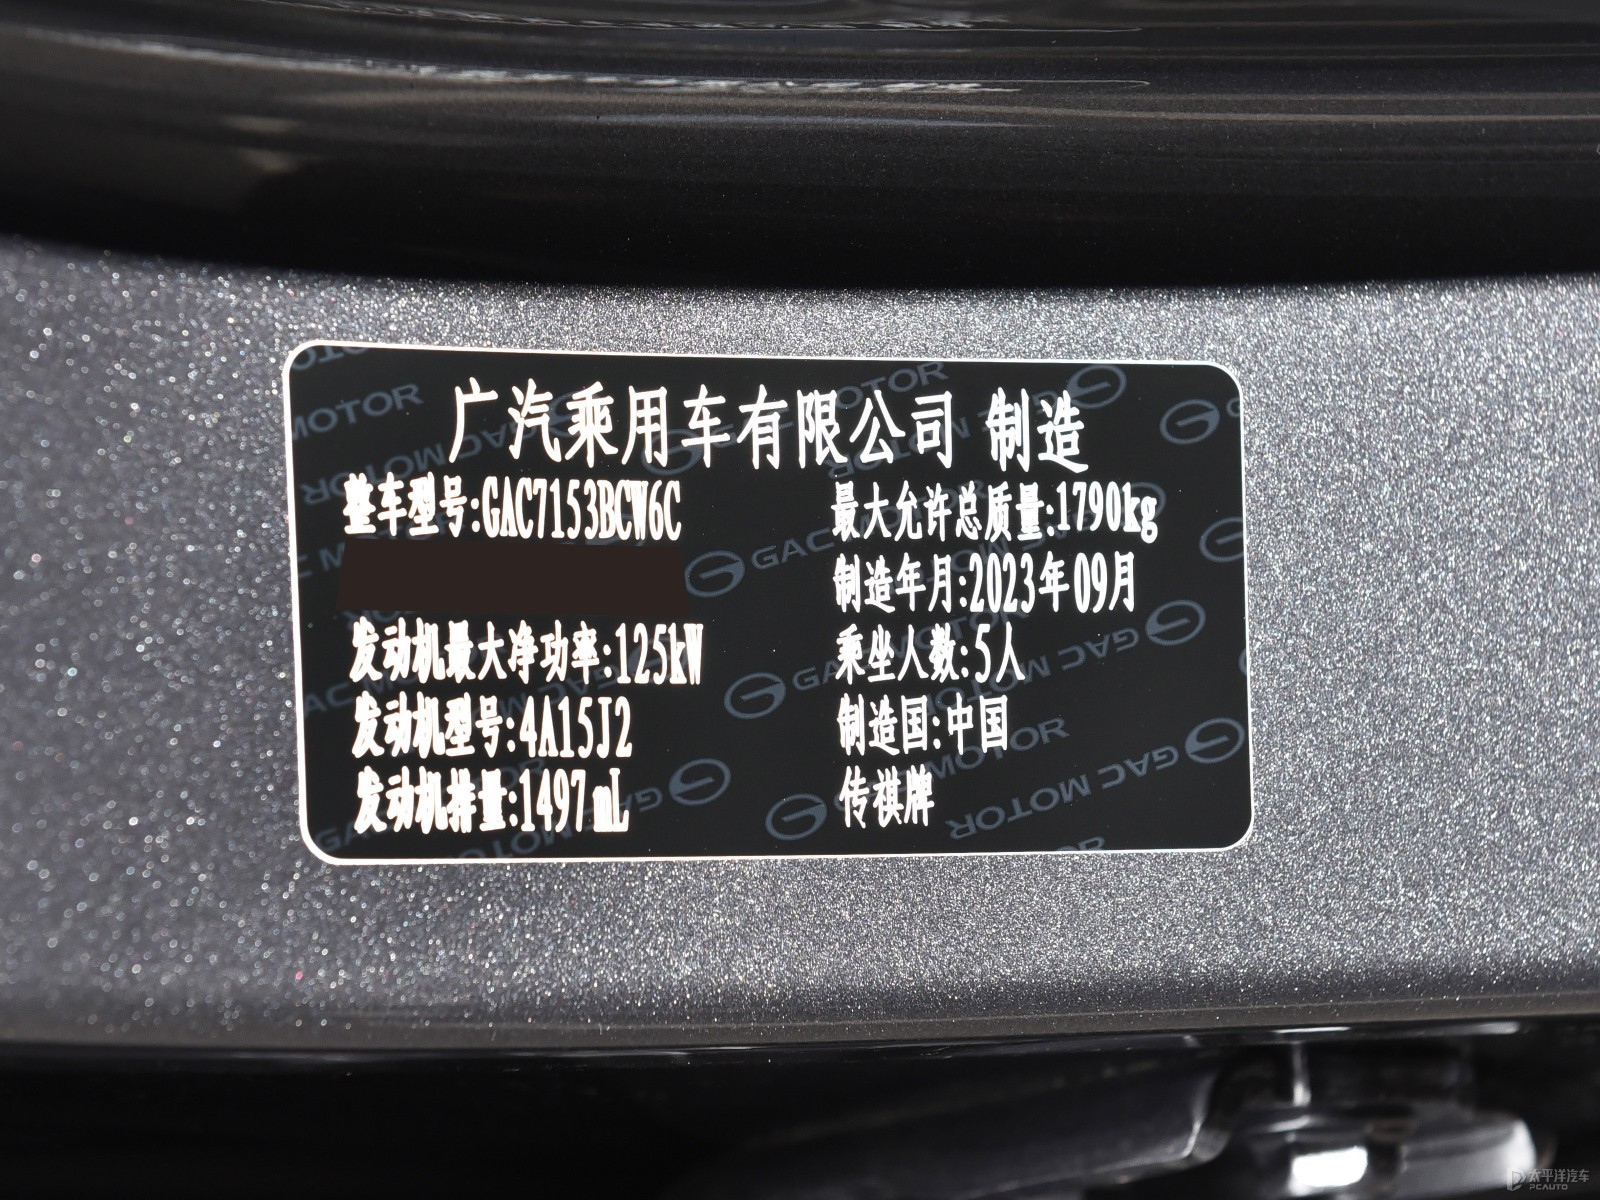 广汽乘用车有限公司 制造
整车型号:GAC7153BCW6C
最大允许总质量:1790kg
制造年月:2023年09月
发动机最大净功率:125kW
乘坐人数:5人
发动机型号:4A15J2
制造国:中国
发动机排量:1497mL
传祺牌
GAC MOTOR
太平洋汽车
PCAUTO